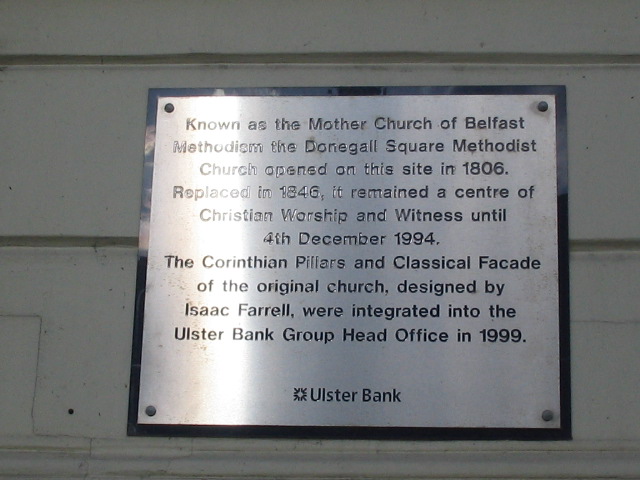 Known as the Mother Church of Belfast
Methodism the Donegall Square Methodist
Church opened on this site in 1806.
Replaced in 1846, it remained a centre of
Christian Worship and Witness until
4th December 1994.
The Corinthian Pillars and Classical Facade
of the original church, designed by
Isaac Farrell, were integrated into the
Ulster Bank Group Head Office in 1999.
Ulster Bank